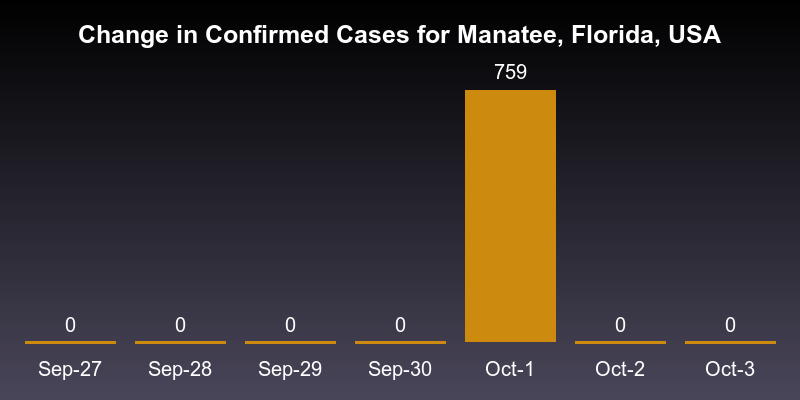 Change in Confirmed Cases for Manatee, Florida, USA
759
0 0 0 0 0 0
Sep-27 Sep-28 Sep-29 Sep-30 Oct-1 Oct-2 Oct-3